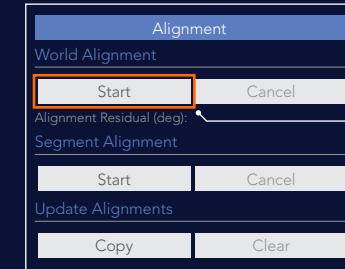 Alignment
World Alignment
Start Cancel
Alignment Residual (deg):
Segment Alignment
Start Cancel
Update Alignments
Copy Clear